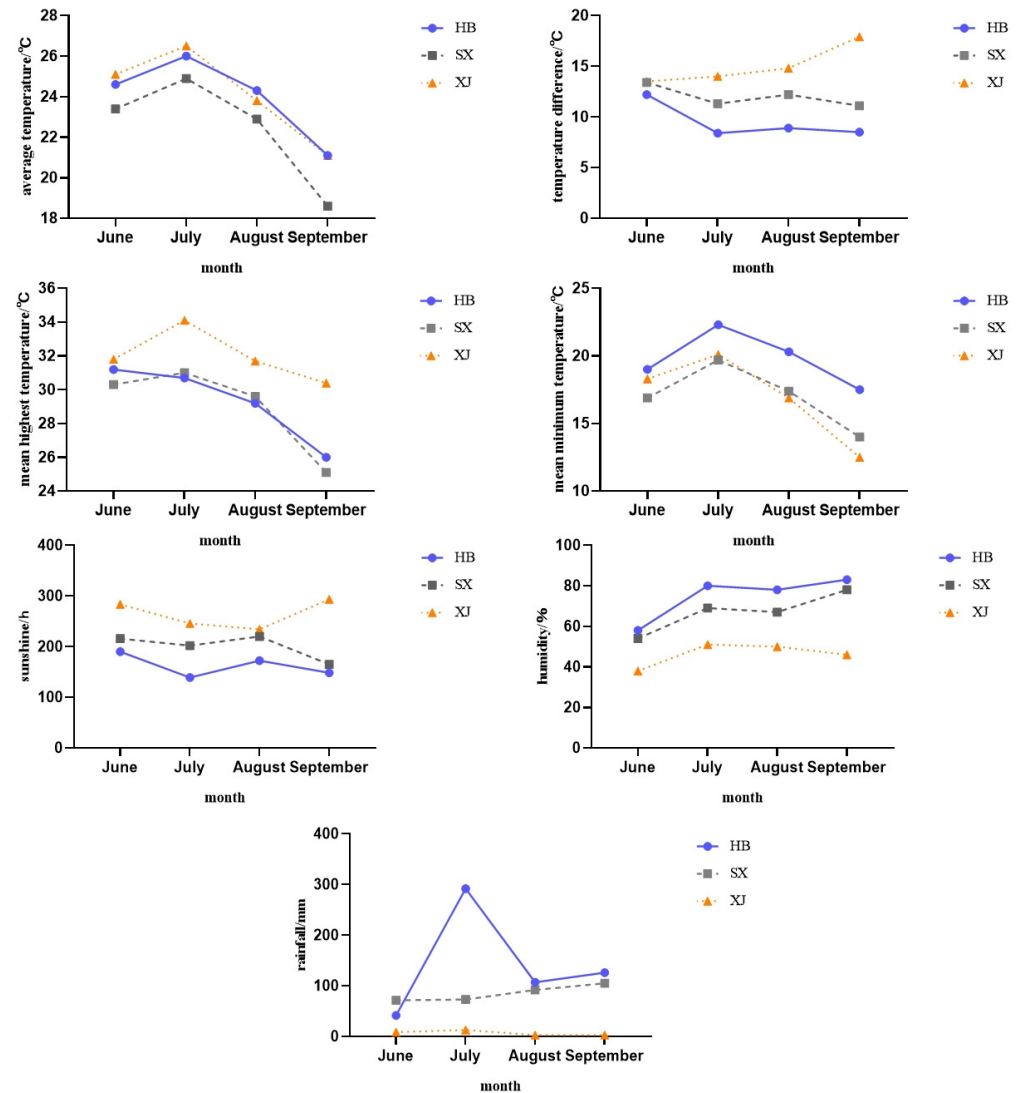 average temperature/℃
28
26
24
22
20
18
June July August September
month
HB
SX
XJ
temperature difference/℃
20
15
10
5
0
June July August September
month
HB
SX
XJ
mean highest temperature/℃
36
34
32
30
28
26
24
June July August September
month
HB
SX
XJ
mean minimum temperature/℃
25
20
15
10
June July August September
month
HB
SX
XJ
sunshine/h
400
300
200
100
0
June July August September
month
HB
SX
XJ
humidity/%
100
80
60
40
20
0
June July August September
month
HB
SX
XJ
rainfall/mm
400
300
200
100
0
June July August September
month
HB
SX
XJ